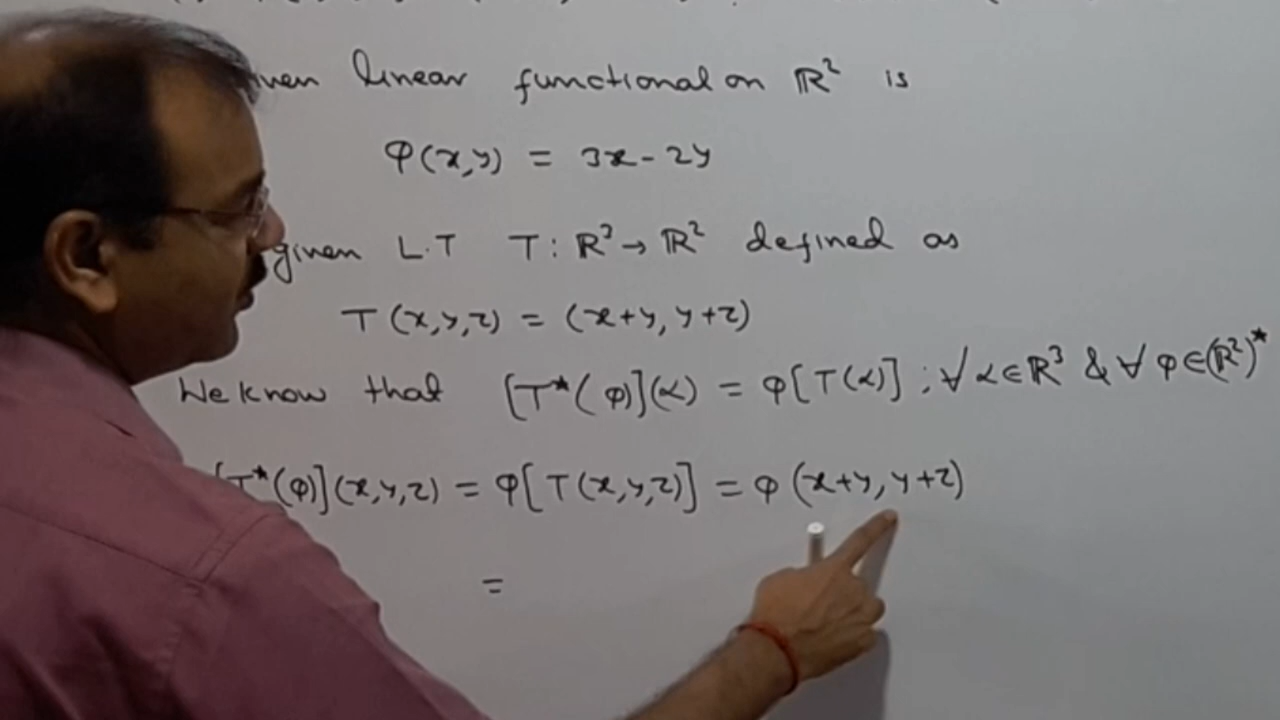 linear functional on ℝ² is
φ(x,y) = 3x - 2y
given L.T T : ℝ³ → ℝ² defined as
T(x,y,z) = (x+y, y+z)
We know that [T*(φ)](α) = φ[T(α)] ; ∀ α ∈ ℝ³ & ∀ φ ∈ (ℝ²)*
[T*(φ)](x,y,z) = φ[T(x,y,z)] = φ(x+y, y+z)
=